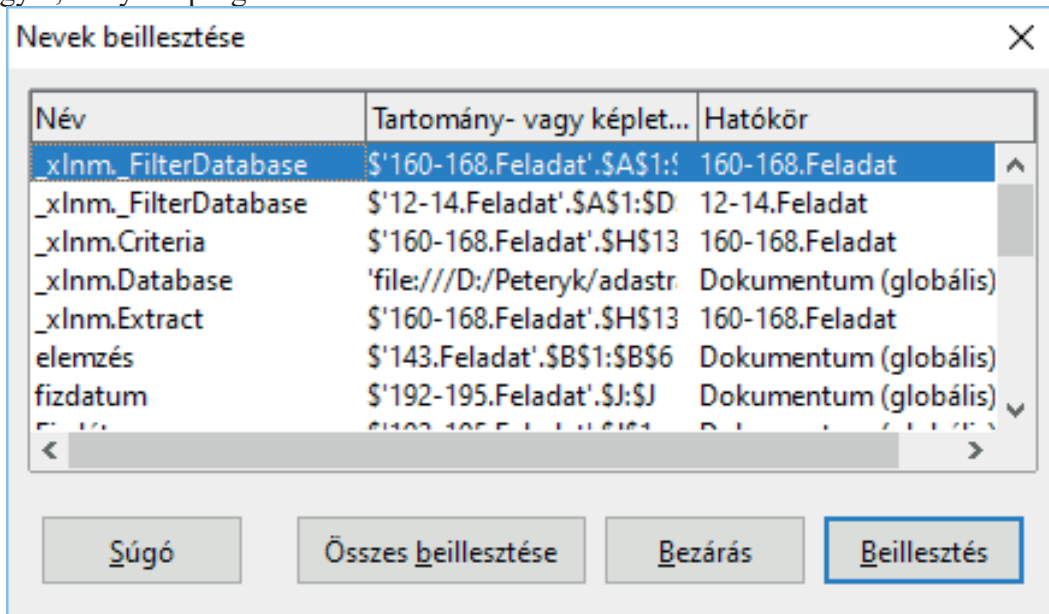 Nevek beillesztése
Név Tartomány- vagy képlet... Hatókör
_xlnm._FilterDatabase $'160-168.Feladat'.$A$1:$ 160-168.Feladat
_xlnm._FilterDatabase $'12-14.Feladat'.$A$1:$D 12-14.Feladat
_xlnm.Criteria $'160-168.Feladat'.$H$13 160-168.Feladat
_xlnm.Database 'file:///D:/Peteryk/adastr Dokumentum (globális)
_xlnm.Extract $'160-168.Feladat'.$H$13 160-168.Feladat
elemzés $'143.Feladat'.$B$1:$B$6 Dokumentum (globális)
fizdatum $'192-195.Feladat'.$J:$J Dokumentum (globális)
Súgó Összes beillesztése Bezárás Beillesztés